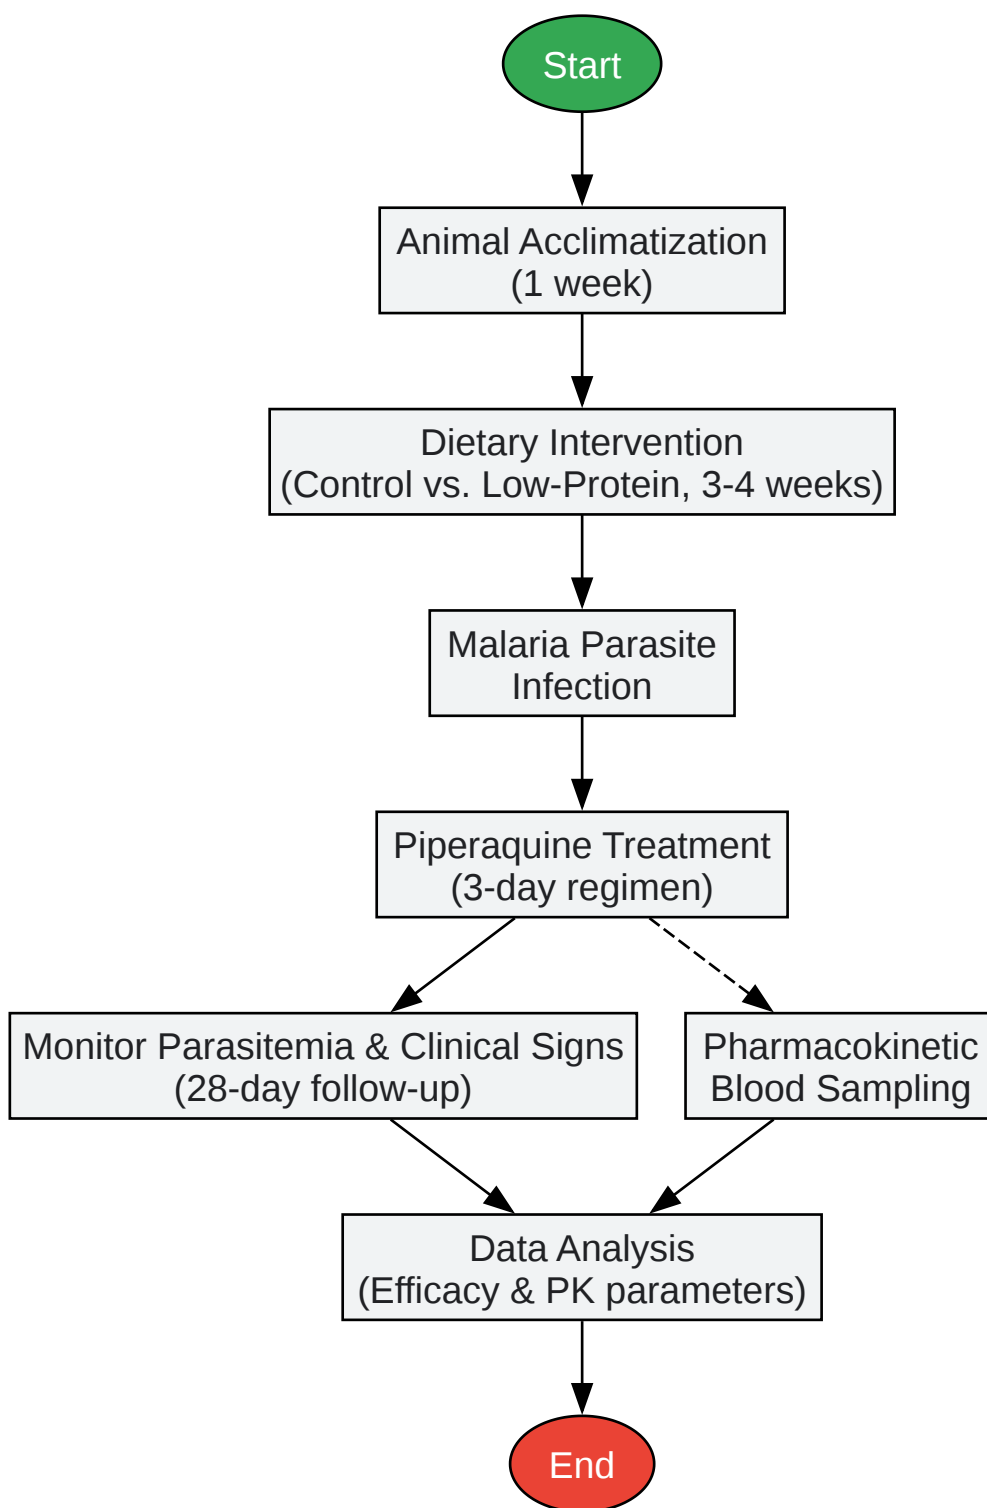 Start
Animal Acclimatization
(1 week)
Dietary Intervention
(Control vs. Low-Protein, 3-4 weeks)
Malaria Parasite
Infection
Piperaquine Treatment
(3-day regimen)
Monitor Parasitemia & Clinical Signs
(28-day follow-up)
Pharmacokinetic
Blood Sampling
Data Analysis
(Efficacy & PK parameters)
End